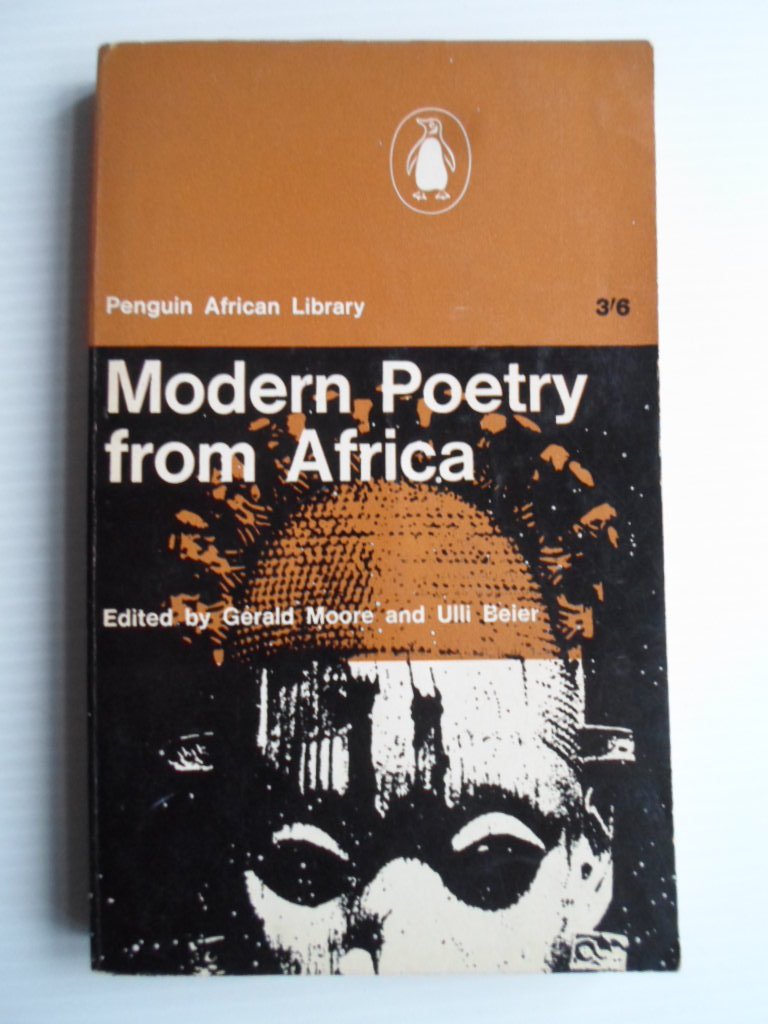 Penguin African Library
3/6
Modern Poetry
from Africa
Edited by Gerald Moore and Ulli Beier